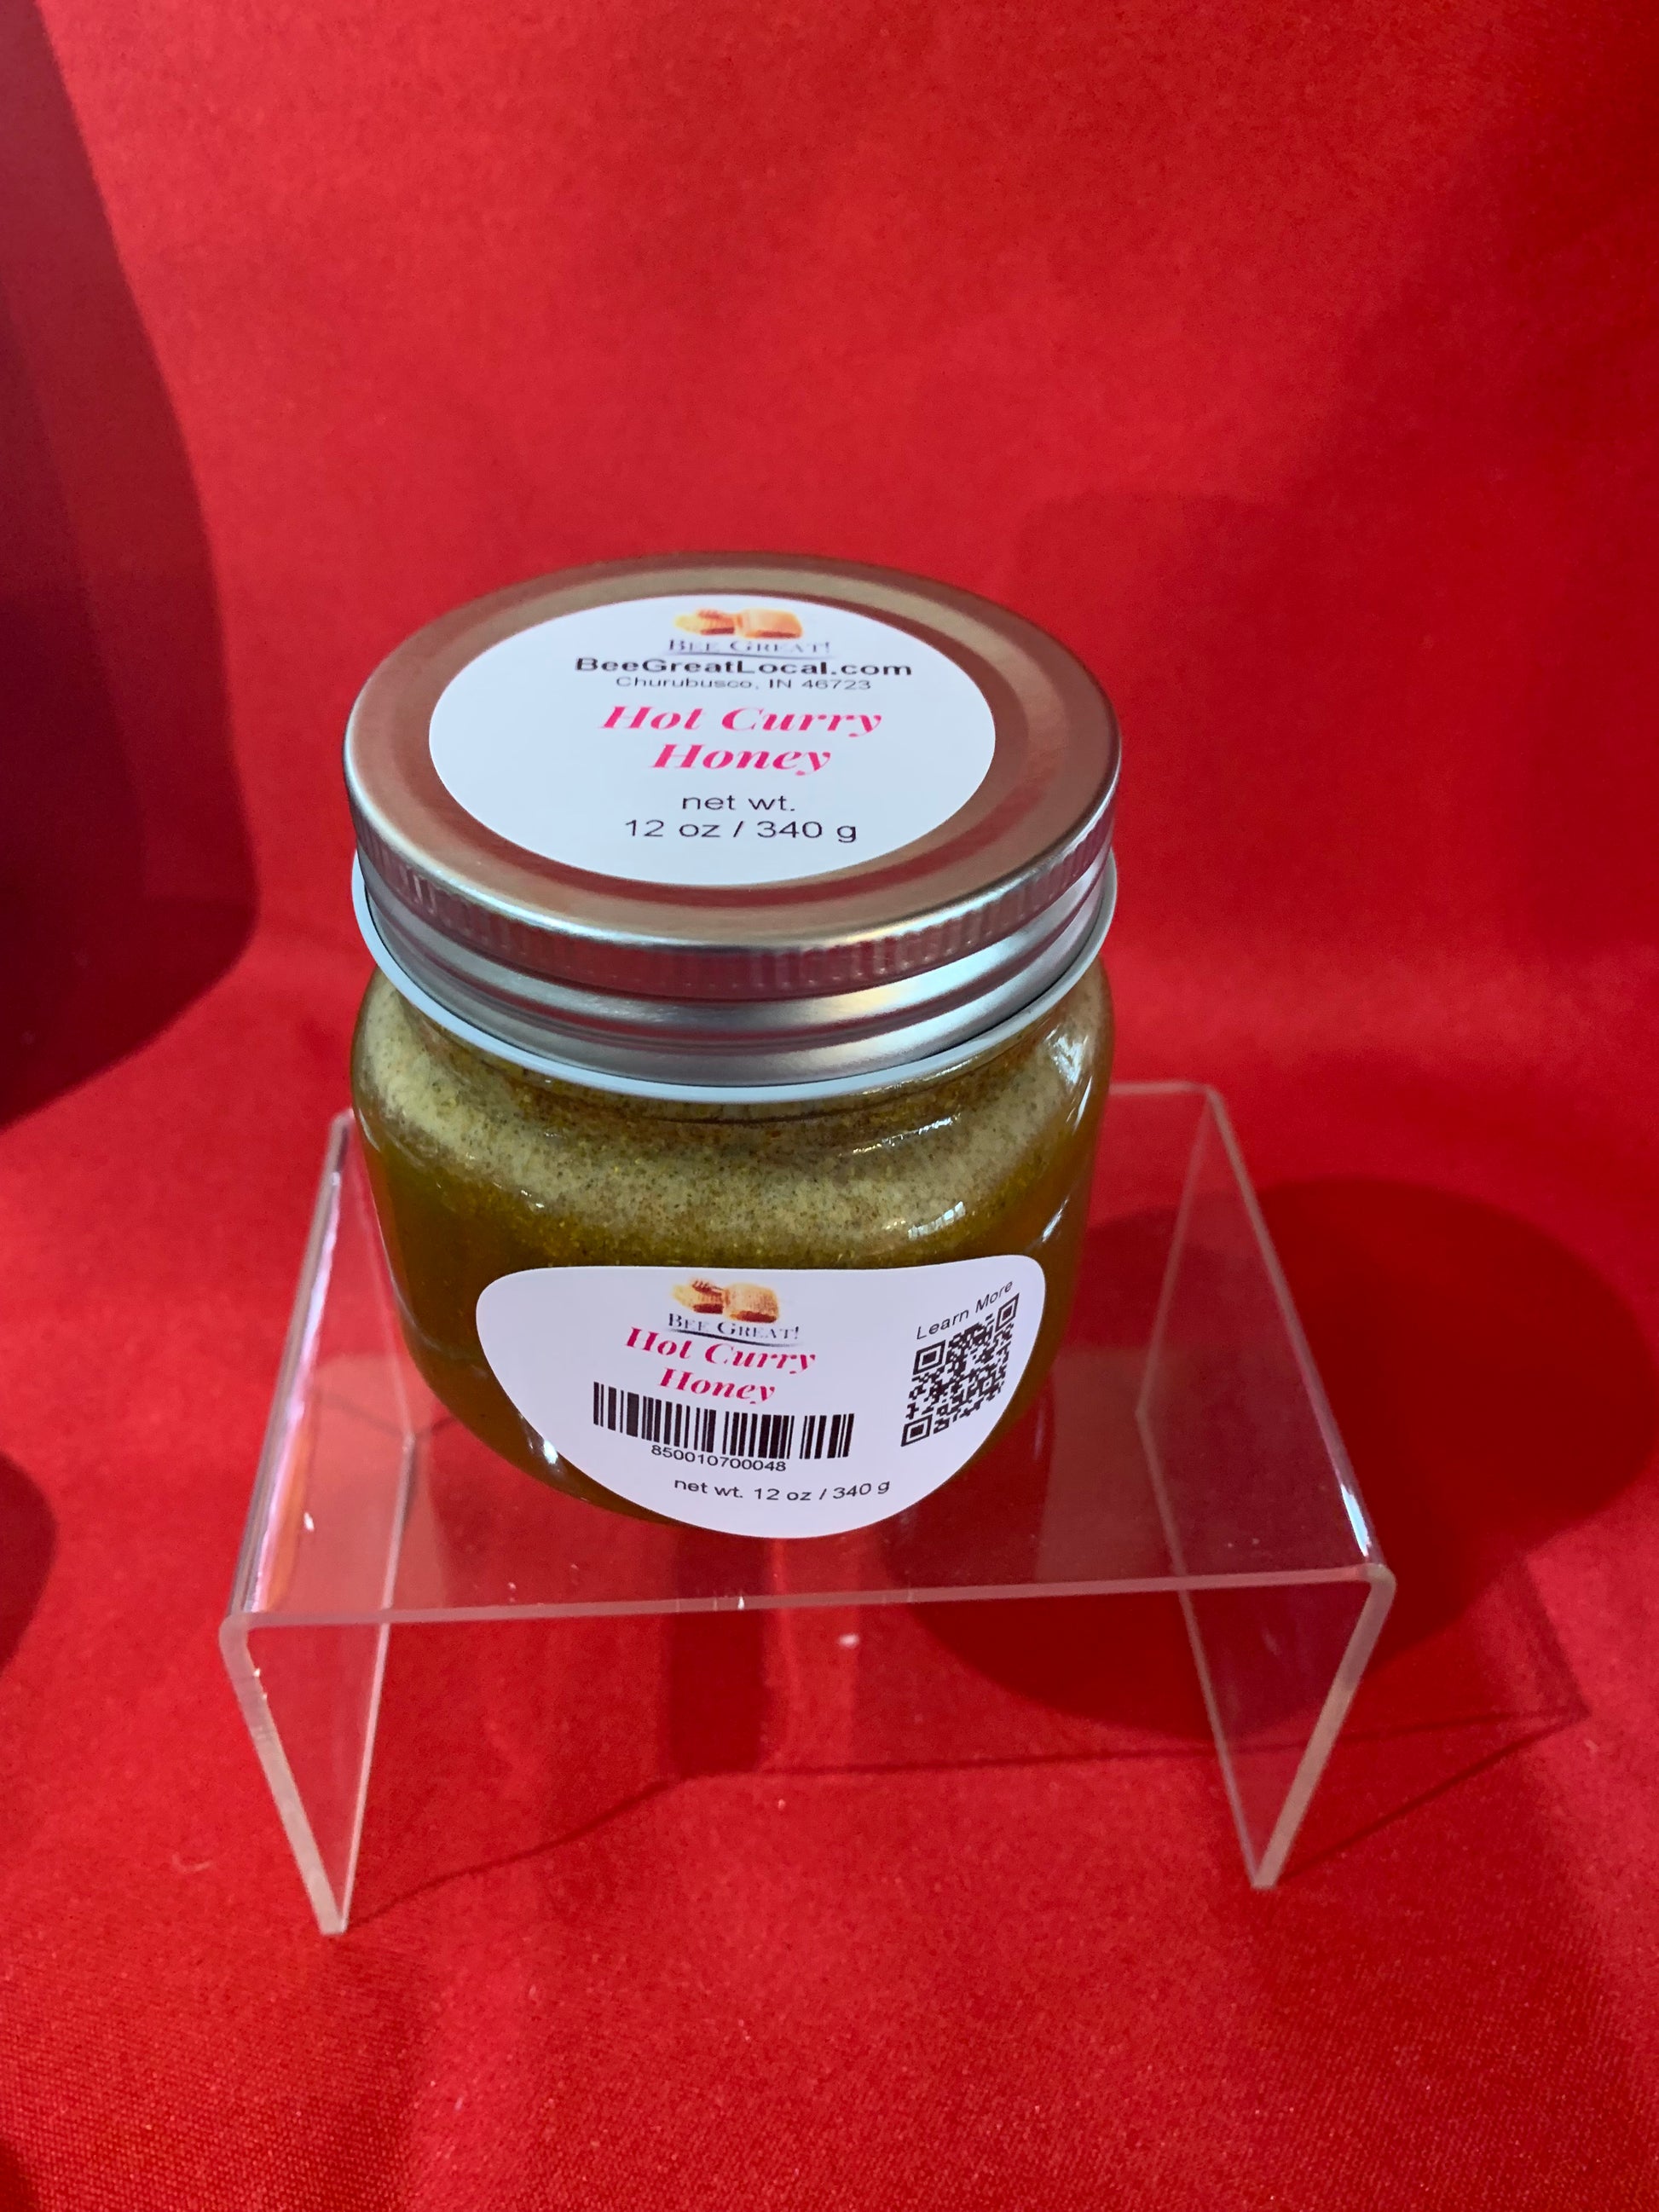 BEE GREAT!
BeeGreatLocal.com
Churubusco, IN 46723
Hot Curry
Honey
net wt.
12 oz / 340 g
BEE GREAT!
Hot Curry
Honey
850010700048
net wt. 12 oz / 340 g
Learn More